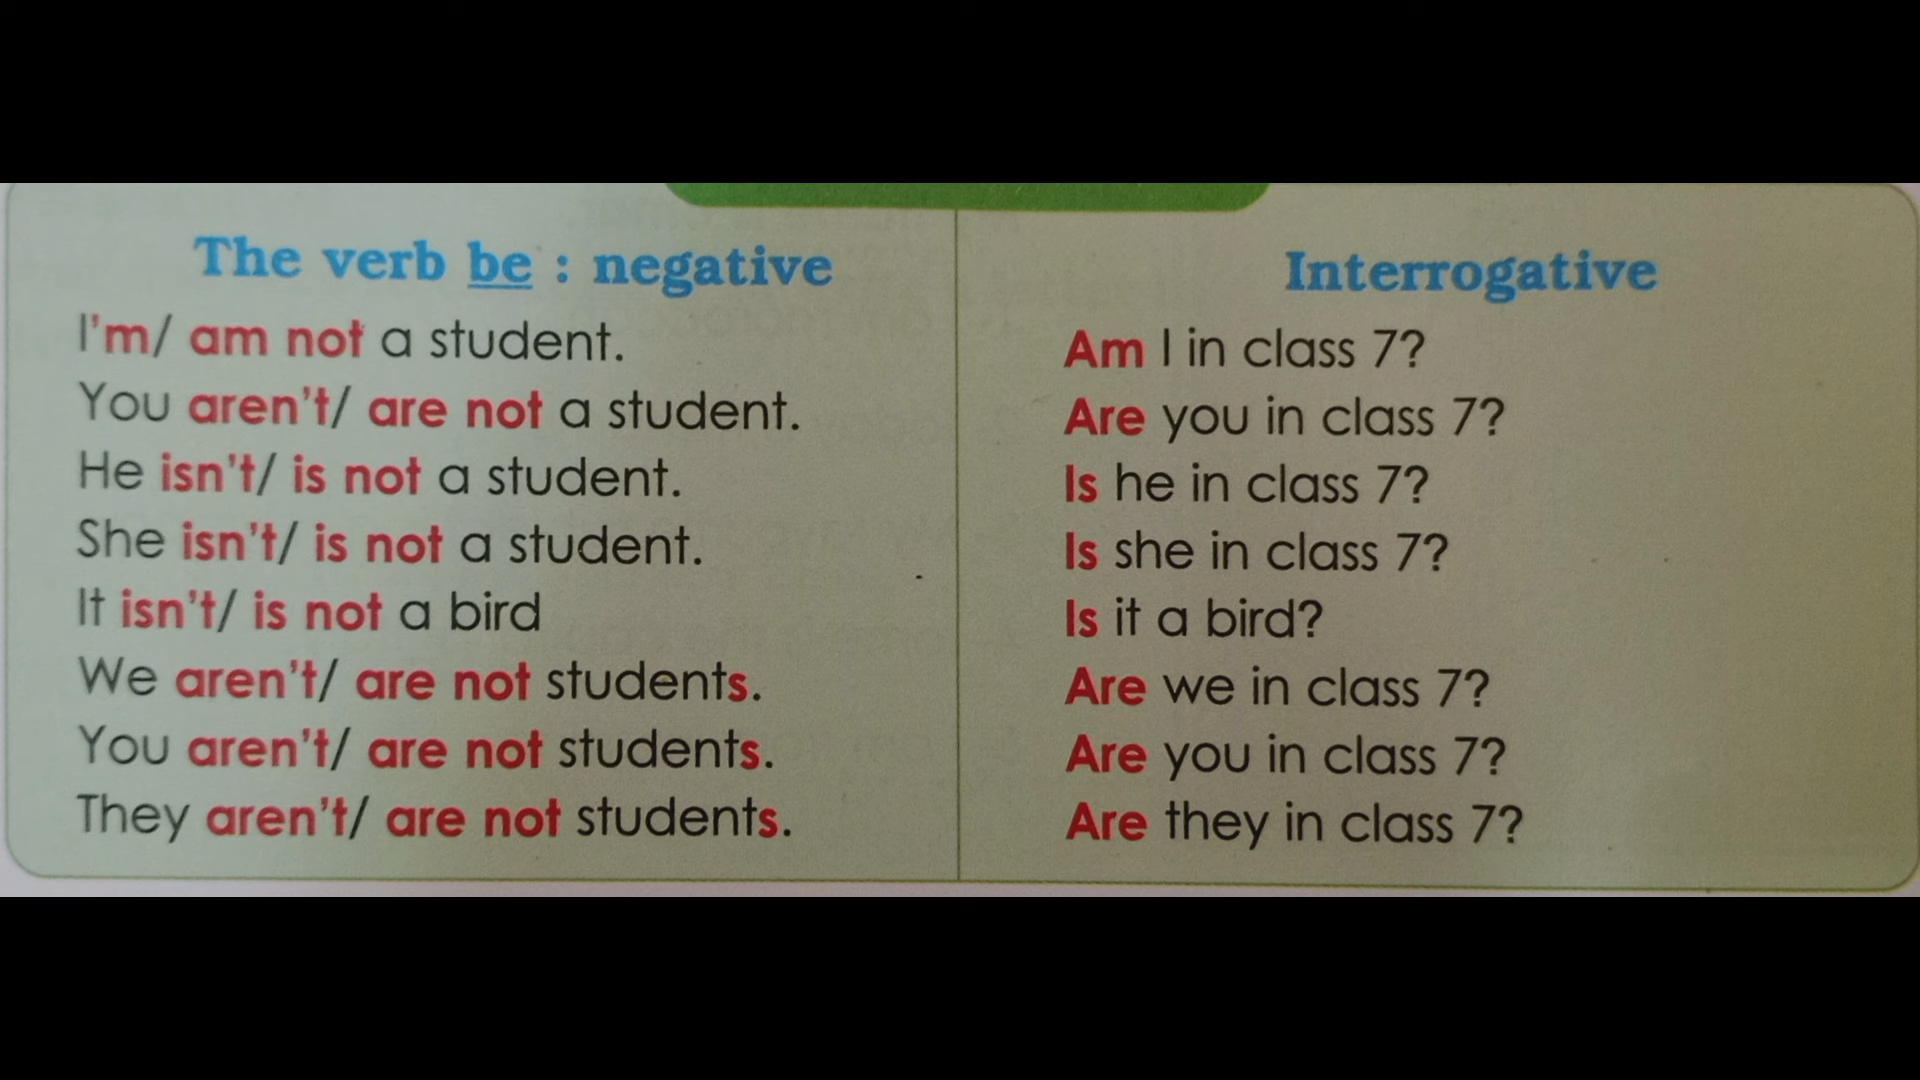 The verb be : negative
I'm/ am not a student.
You aren't/ are not a student.
He isn't/ is not a student.
She isn't/ is not a student.
It isn't/ is not a bird
We aren't/ are not students.
You aren't/ are not students.
They aren't/ are not students.
Interrogative
Am I in class 7?
Are you in class 7?
Is he in class 7?
Is she in class 7?
Is it a bird?
Are we in class 7?
Are you in class 7?
Are they in class 7?